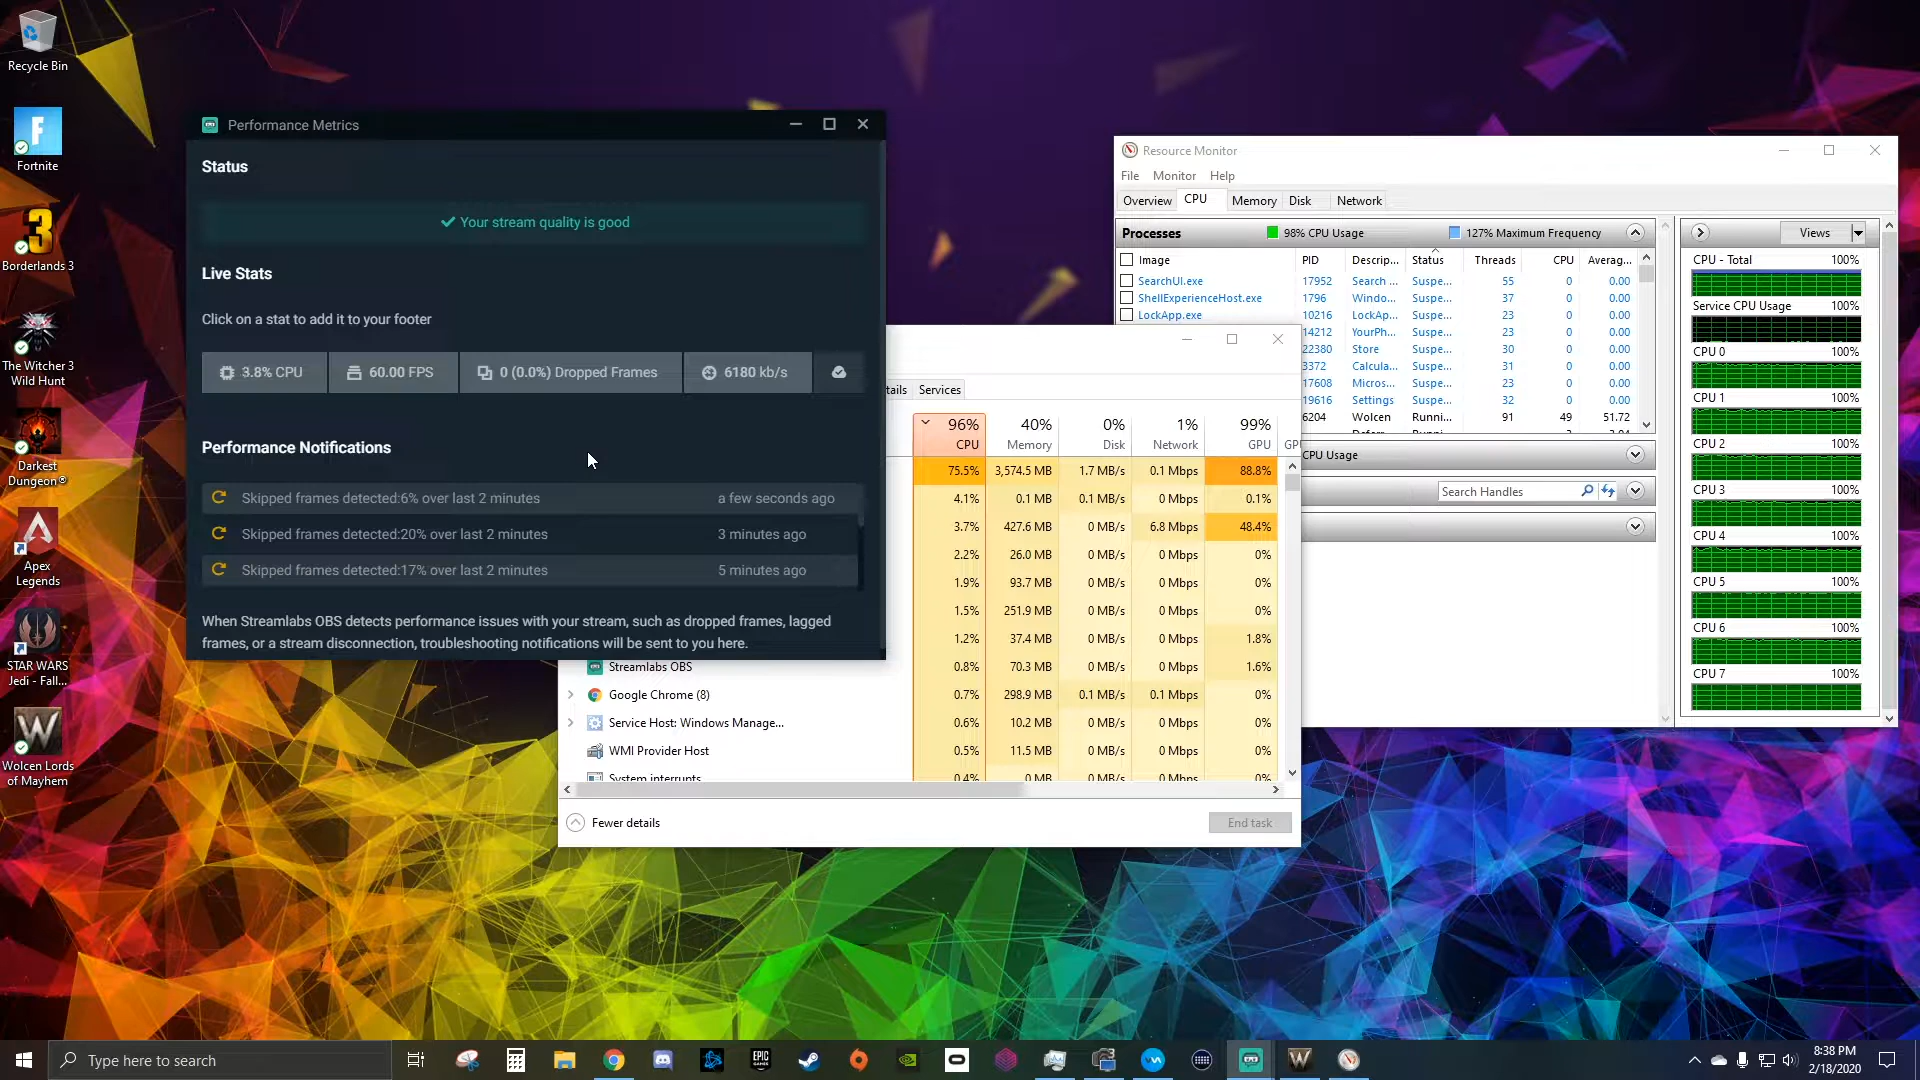 Recycle Bin
Fortnite
Borderlands 3
The Witcher 3
Wild Hunt
Darkest
Dungeon®
Apex
Legends
STAR WARS
Jedi - Fall...
Wolcen Lords
of Mayhem
Performance Metrics
Status
Your stream quality is good
Live Stats
Click on a stat to add it to your footer
3.8% CPU
60.00 FPS
0 (0.0%) Dropped Frames
6180 kb/s
Performance Notifications
Skipped frames detected:6% over last 2 minutes a few seconds ago
Skipped frames detected:20% over last 2 minutes 3 minutes ago
Skipped frames detected:17% over last 2 minutes 5 minutes ago
When Streamlabs OBS detects performance issues with your stream, such as dropped frames, lagged
frames, or a stream disconnection, troubleshooting notifications will be sent to you here.
tails Services
96% 40% 0% 1% 99%
CPU Memory Disk Network GPU GPU
75.5% 3,574.5 MB 1.7 MB/s 0.1 Mbps 88.8%
4.1% 0.1 MB 0.1 MB/s 0 Mbps 0.1%
3.7% 427.6 MB 0 MB/s 6.8 Mbps 48.4%
2.2% 26.0 MB 0 MB/s 0 Mbps 0%
1.9% 93.7 MB 0 MB/s 0 Mbps 0%
1.5% 251.9 MB 0 MB/s 0 Mbps 0%
1.2% 37.4 MB 0 MB/s 0 Mbps 1.8%
Streamlabs OBS 0.8% 70.3 MB 0 MB/s 0 Mbps 1.6%
Google Chrome (8) 0.7% 298.9 MB 0.1 MB/s 0.1 Mbps 0%
Service Host: Windows Manage... 0.6% 10.2 MB 0 MB/s 0 Mbps 0%
WMI Provider Host 0.5% 11.5 MB 0 MB/s 0 Mbps 0%
System interrupts 0.4% 0 MB 0 MB/s 0 Mbps 0%
Fewer details
End task
Resource Monitor
File Monitor Help
Overview CPU Memory Disk Network
Processes 98% CPU Usage 127% Maximum Frequency
Image PID Descrip... Status Threads CPU Averag...
SearchUI.exe 17952 Search ... Suspe... 55 0 0.00
ShellExperienceHost.exe 1796 Windo... Suspe... 37 0 0.00
LockApp.exe 10216 LockAp... Suspe... 23 0 0.00
14212 YourPh... Suspe... 23 0 0.00
22380 Store Suspe... 30 0 0.00
3372 Calcula... Suspe... 31 0 0.00
17608 Micros... Suspe... 23 0 0.00
19616 Settings Suspe... 32 0 0.00
6204 Wolcen Runni... 91 49 51.72
CPU Usage
Search Handles
Views
CPU - Total 100%
Service CPU Usage 100%
CPU 0 100%
CPU 1 100%
CPU 2 100%
CPU 3 100%
CPU 4 100%
CPU 5 100%
CPU 6 100%
CPU 7 100%
Type here to search
EPIC
GAMES
8:38 PM
2/18/2020